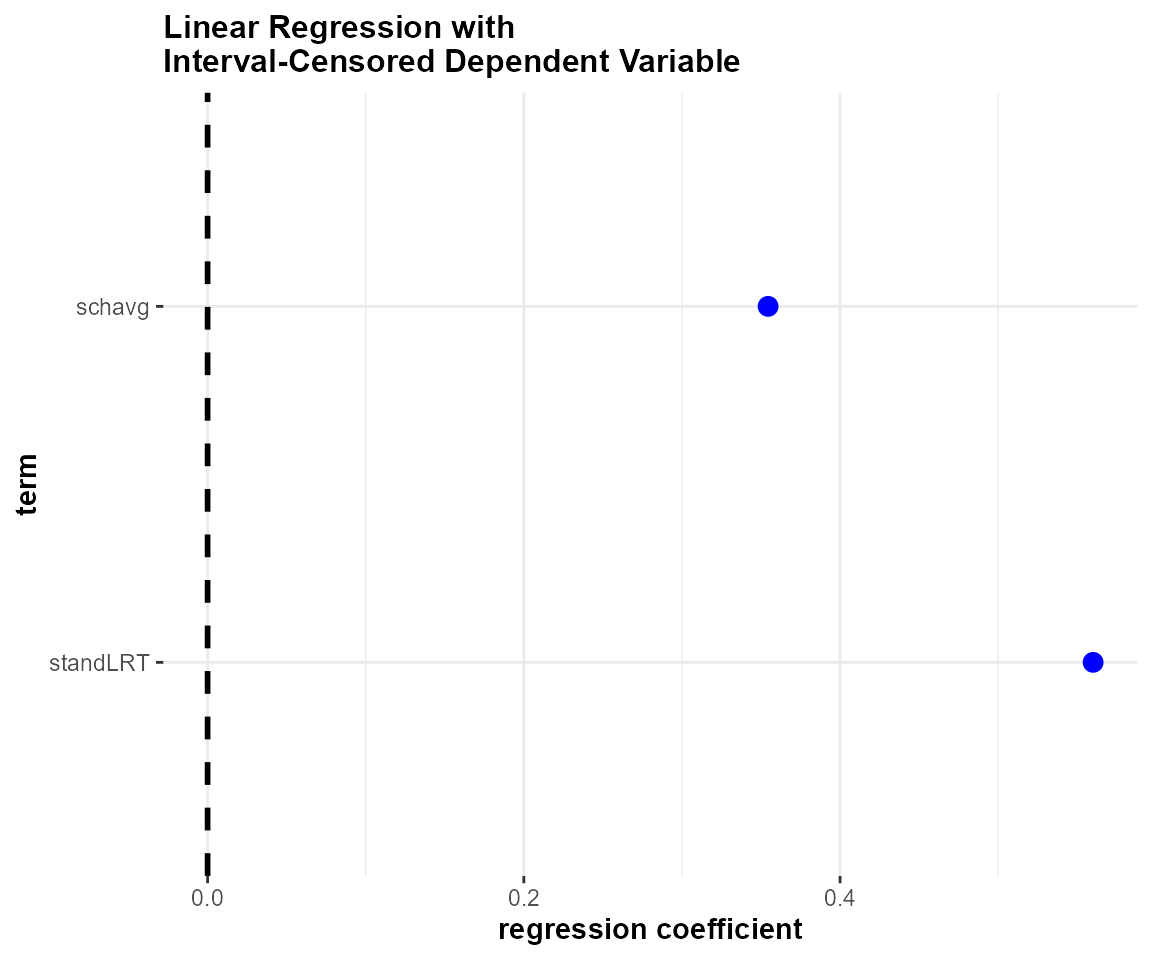 Linear Regression with
Interval-Censored Dependent Variable
term
schavg
standLRT
0.0
0.2
0.4
regression coefficient